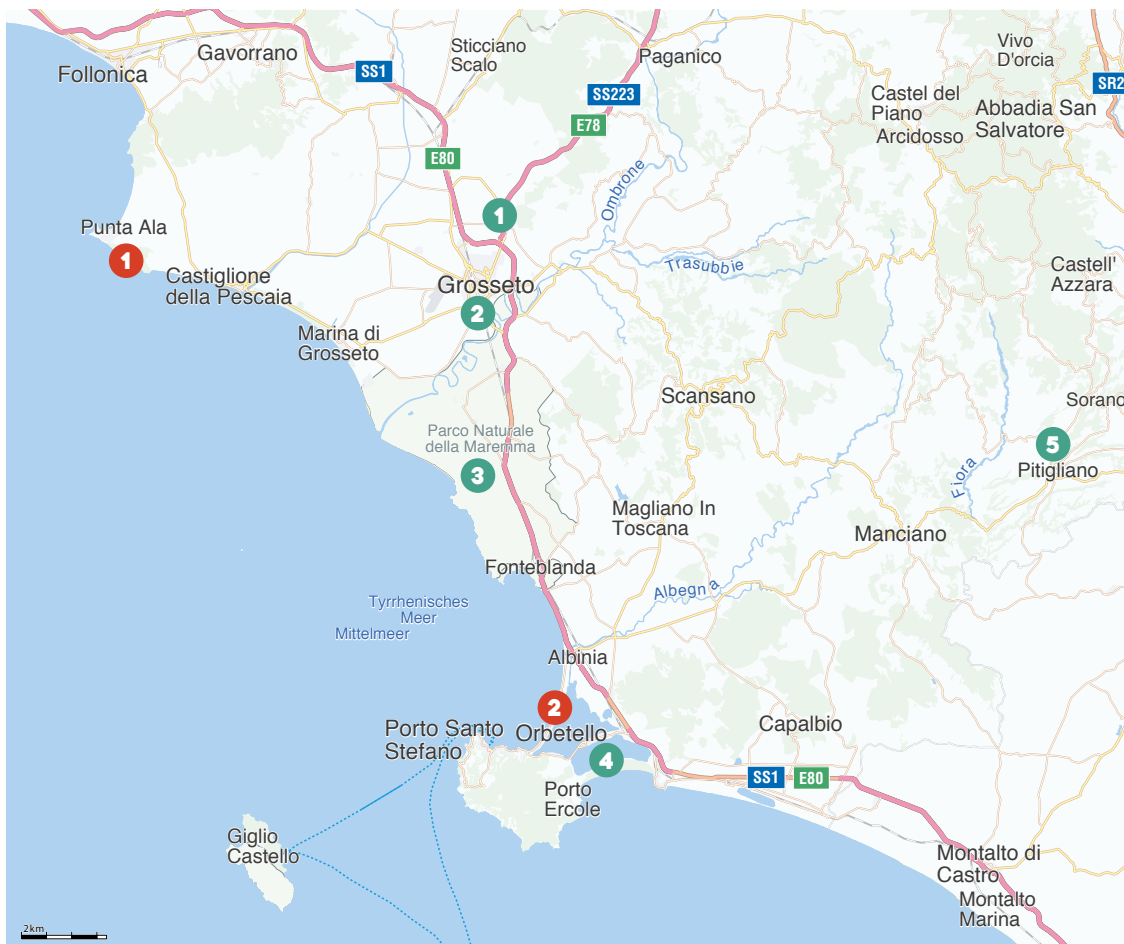 Gavorrano
Follonica
Sticciano
Scalo
Paganico
Vivo
D'orcia
SS1
SS223
SR2
E78
E80
Castel del
Piano
Arcidosso
Abbadia San
Salvatore
Ombrone
1
Punta Ala
1
Castiglione
della Pescaia
Grosseto
2
Trasubbie
Castell'
Azzara
Marina di
Grosseto
Scansano
Sorano
Parco Naturale
della Maremma
3
5
Pitigliano
Fiora
Magliano In
Toscana
Manciano
Fonteblanda
Albegna
Tyrrhenisches
Meer
Mittelmeer
Albinia
2
Orbetello
Porto Santo
Stefano
4
Capalbio
SS1
E80
Porto
Ercole
Giglio
Castello
Montalto di
Castro
Montalto
Marina
2km